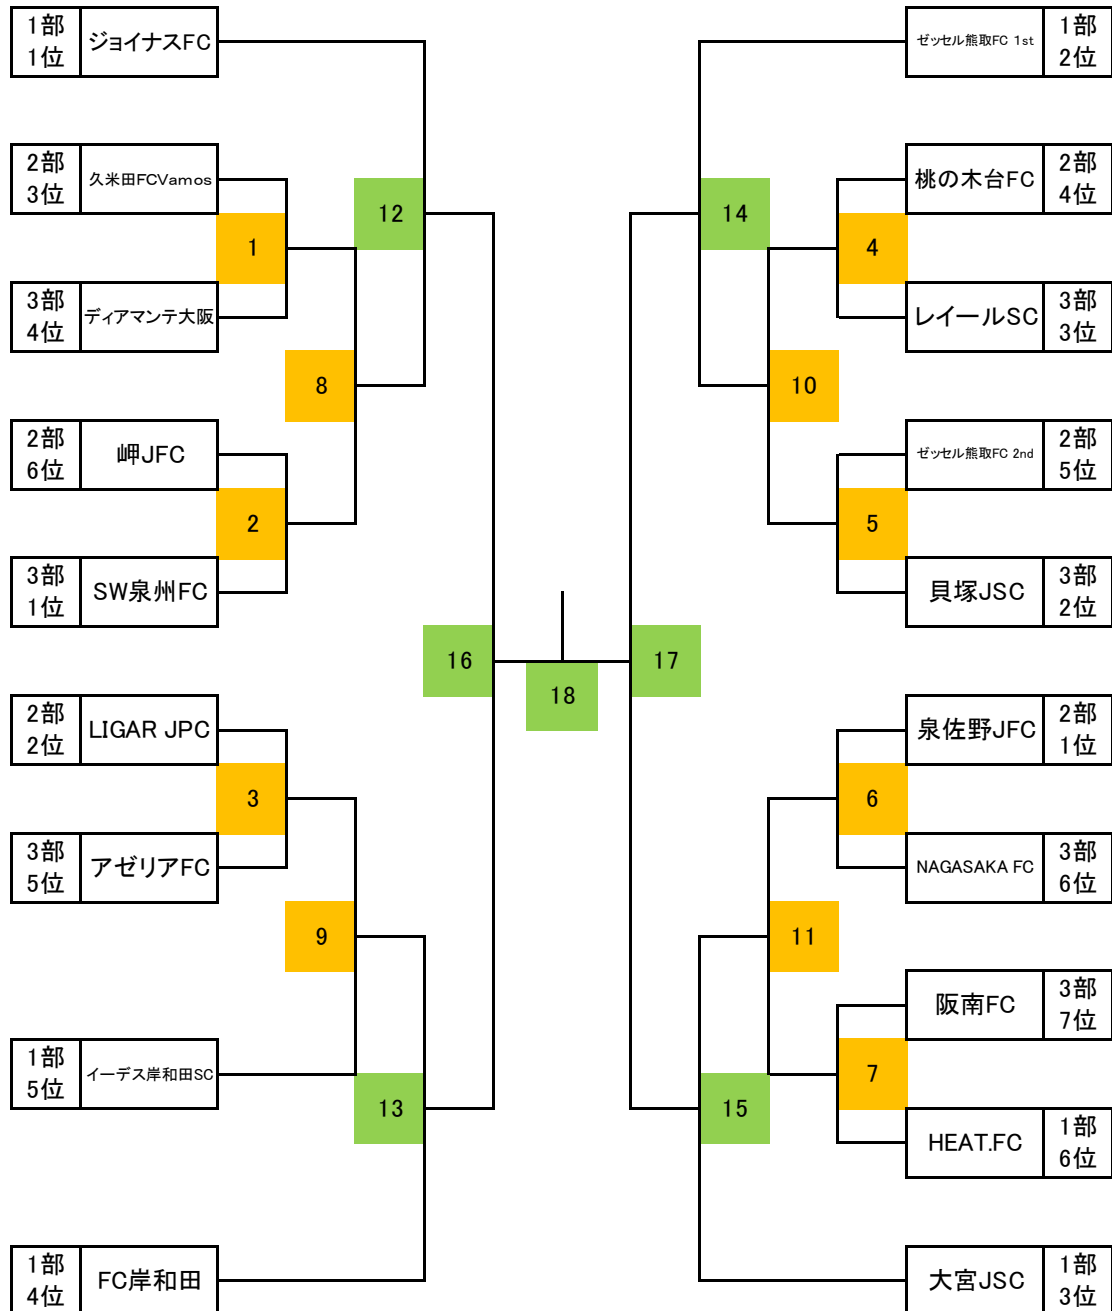 1部
1位
ジョイナスFC
2部
3位
久米田FCVamos
1
3部
4位
ディアマンテ大阪
12
8
2部
6位
岬JFC
2
3部
1位
SW泉州FC
16
2部
2位
LIGAR JPC
3
3部
5位
アゼリアFC
9
1部
5位
イーデス岸和田SC
13
1部
4位
FC岸和田
18
ゼッセル熊取FC 1st
1部
2位
14
桃の木台FC
2部
4位
4
レイールSC
3部
3位
10
ゼッセル熊取FC 2nd
2部
5位
5
貝塚JSC
3部
2位
17
泉佐野JFC
2部
1位
6
NAGASAKA FC
3部
6位
11
阪南FC
3部
7位
7
15
HEAT.FC
1部
6位
大宮JSC
1部
3位